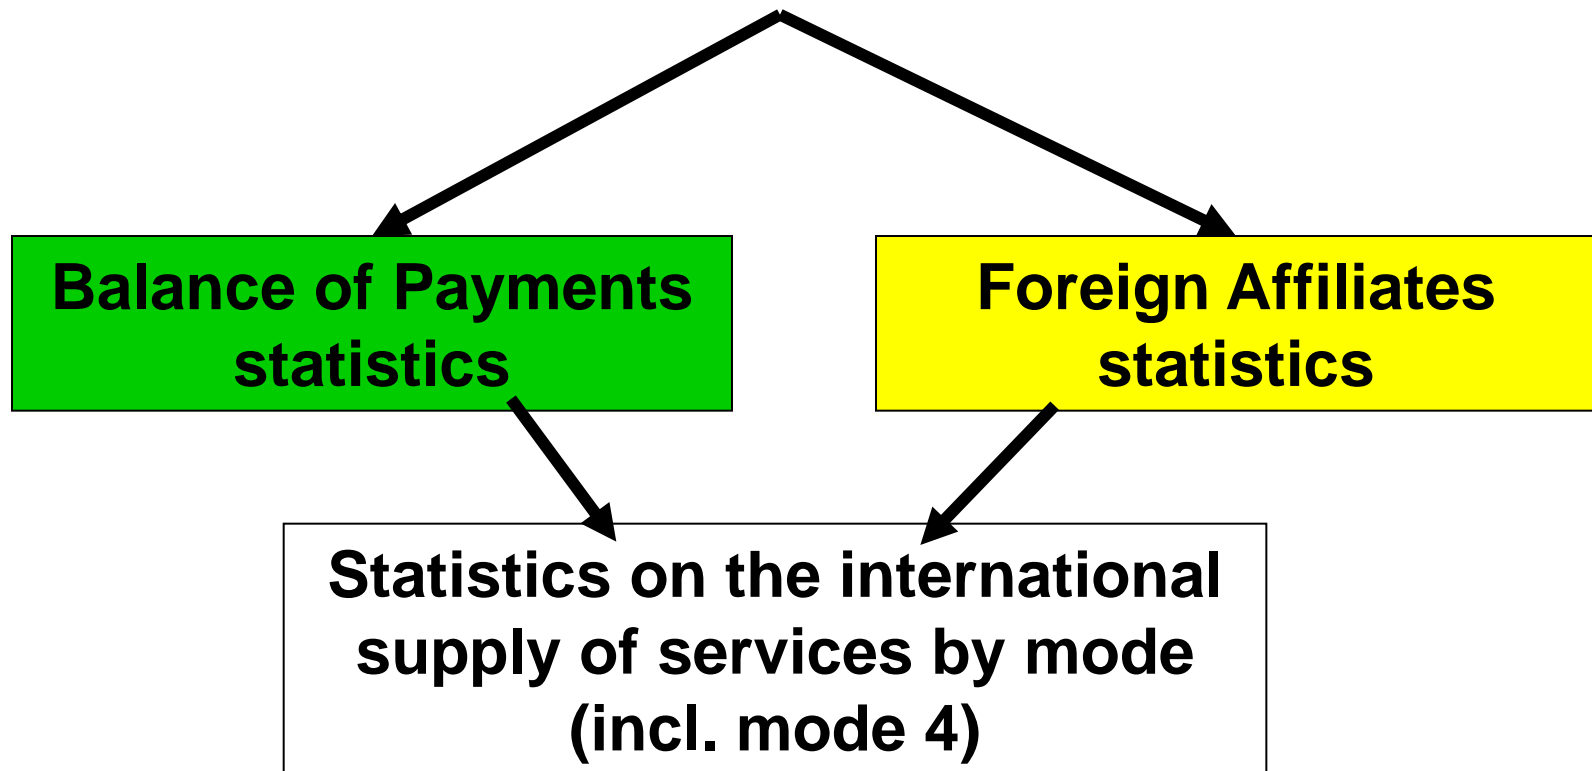 Balance of Payments
statistics
Foreign Affiliates
statistics
Statistics on the international
supply of services by mode
(incl. mode 4)